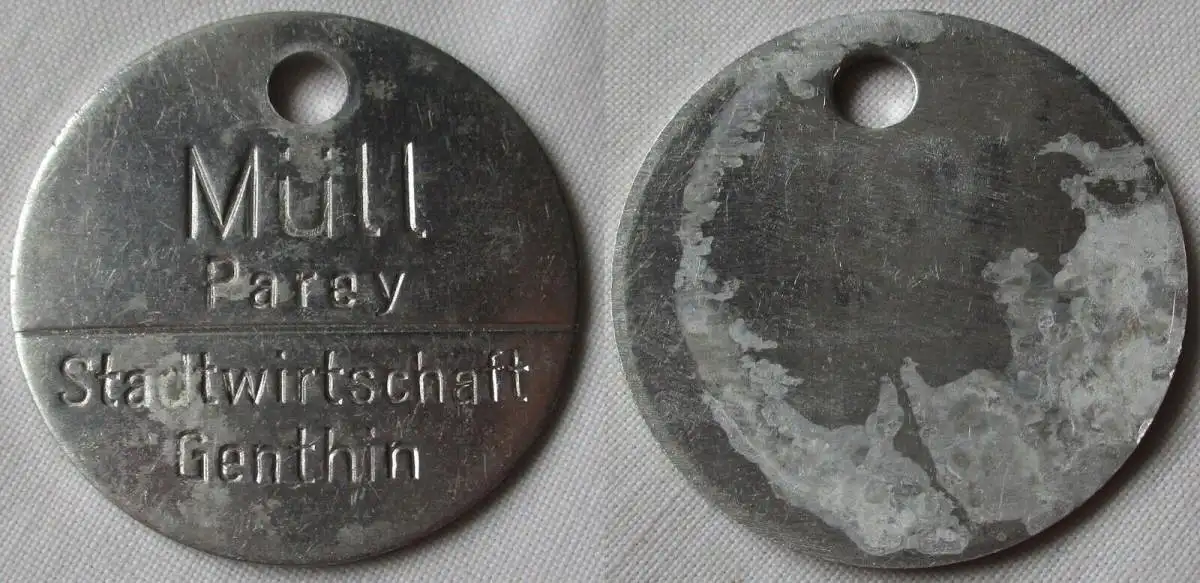 Müll
Parey
Stadtwirtschaft
Genthin